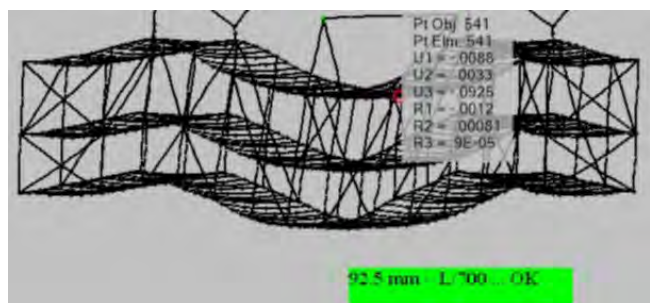 Pt Obj: 541
Pt Elm: 541
U1 = -.0088
U2 = .0033
U3 = -.0925
R1 = -.0012
R2 = .00081
R3 = 9E-05
92.5 mm - L/700 ... OK